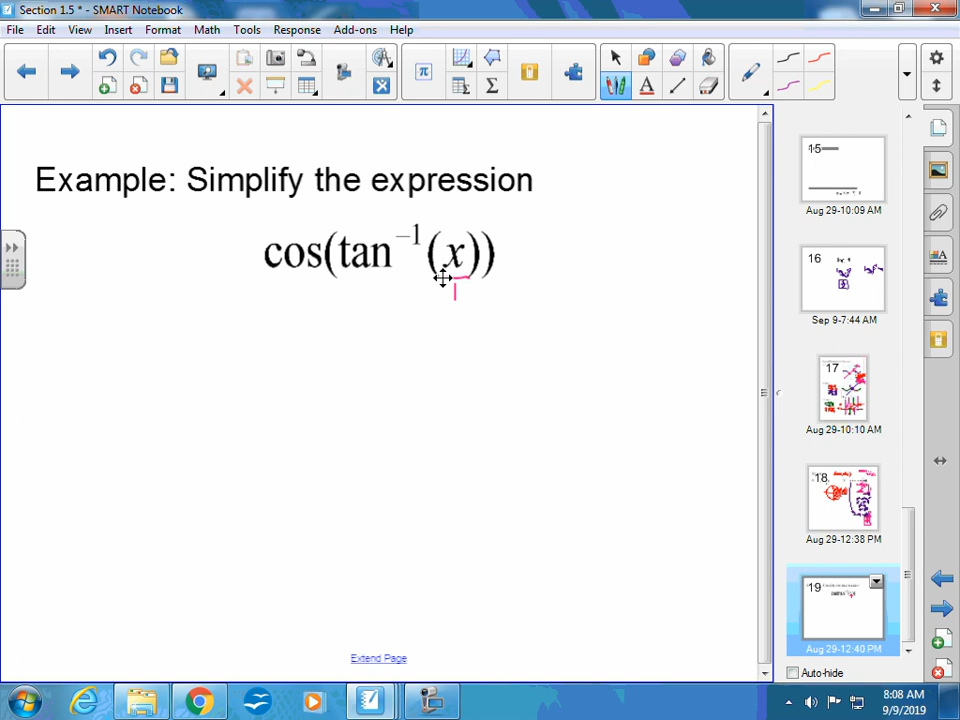 Section 1.5 * - SMART Notebook
File Edit View Insert Format Math Tools Response Add-ons Help
Example: Simplify the expression
cos(tan⁻¹(x))
1
Extend Page
15
Aug 29-10:09 AM
16
Sep 9-7:44 AM
17
Aug 29-10:10 AM
18
Aug 29-12:38 PM
19
Aug 29-12:40 PM
Auto-hide
8:08 AM
9/9/2019